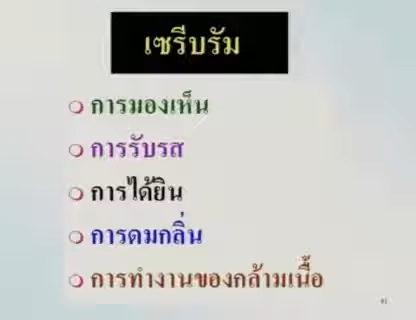 เซรีบรัม
การมองเห็น
การรับรส
การได้ยิน
การดมกลิ่น
การทำงานของกล้ามเนื้อ